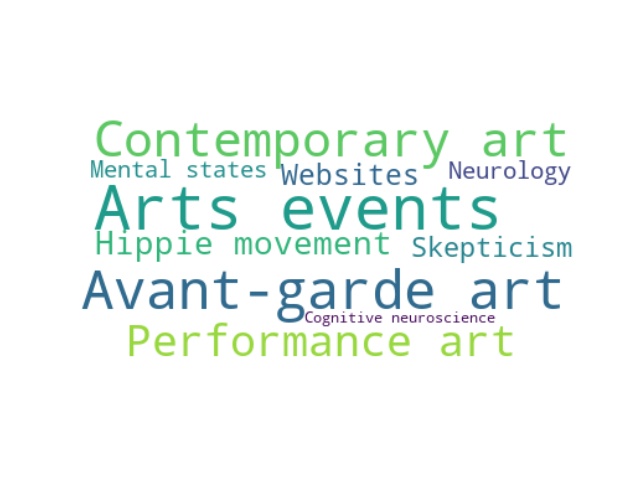 Contemporary art
Mental states Websites Neurology
Arts events
Hippie movement Skepticism
Avant-garde art
Cognitive neuroscience
Performance art